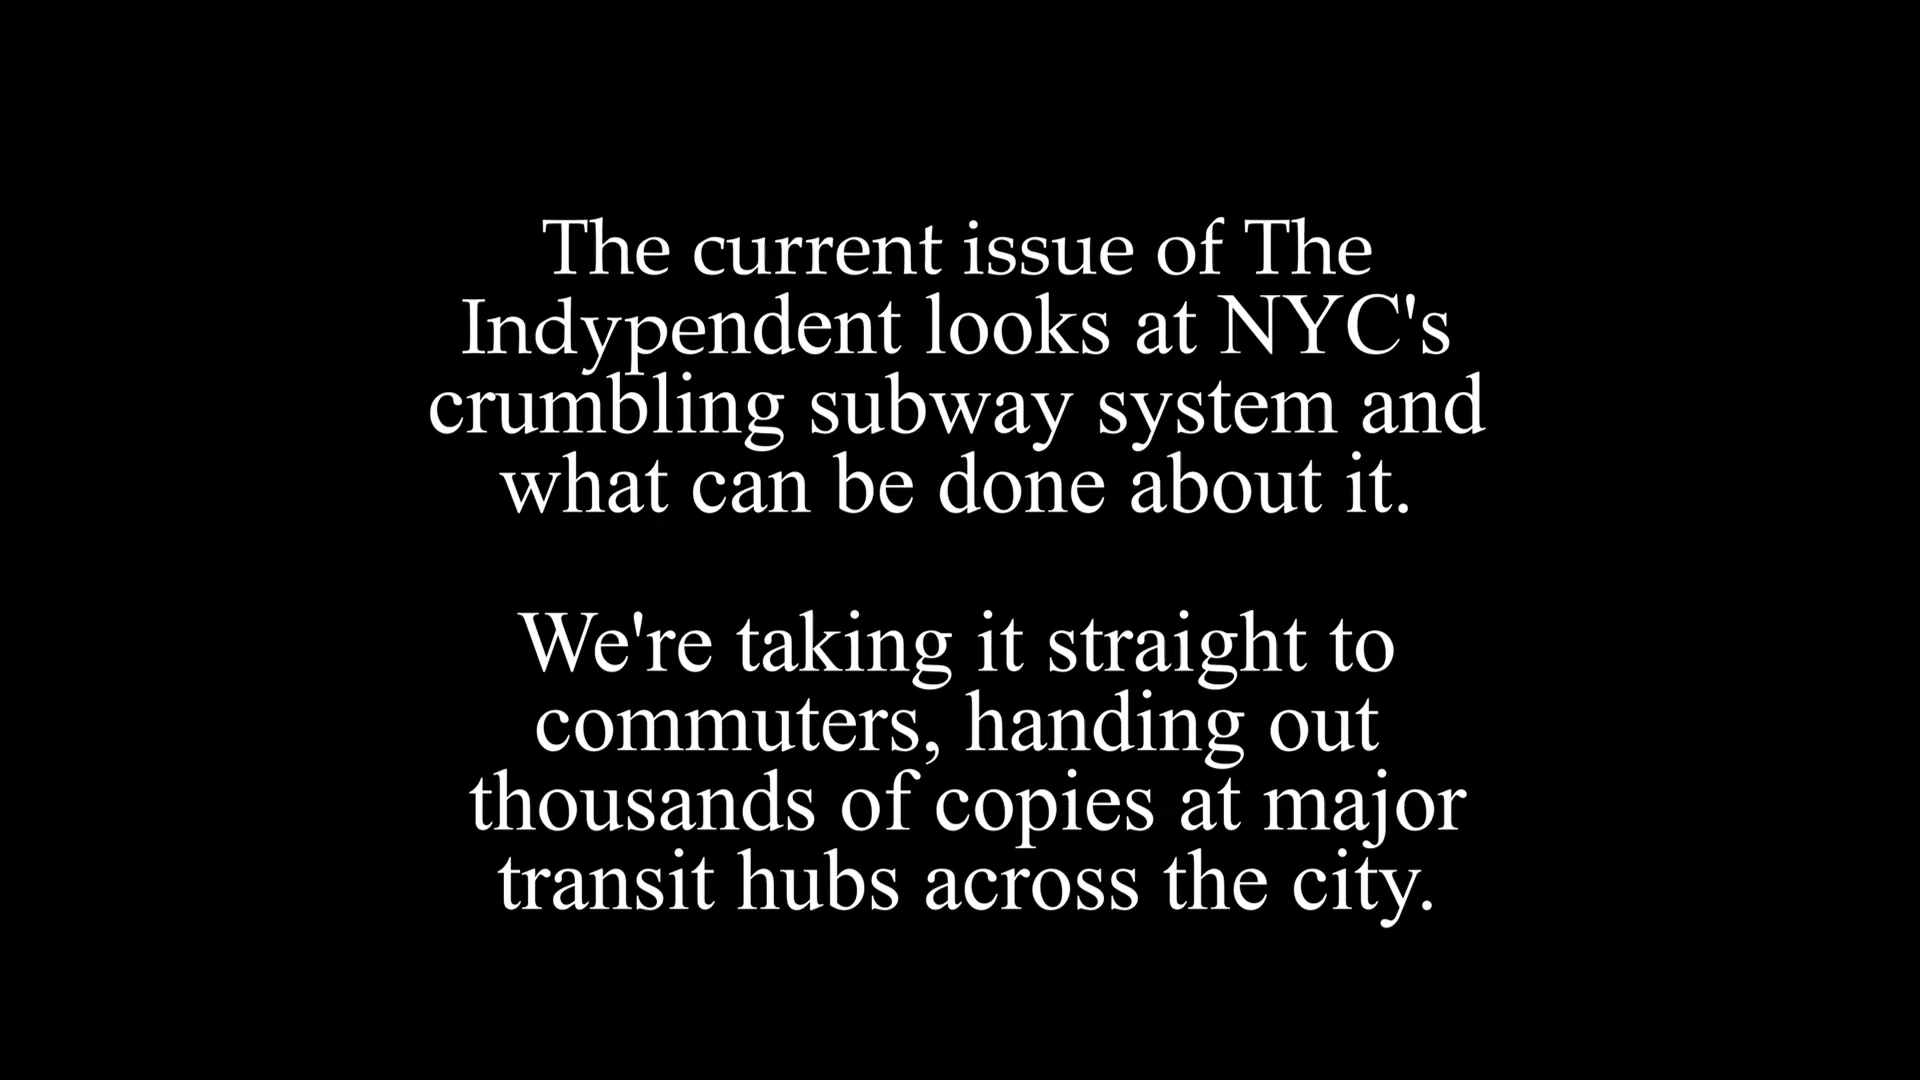 The current issue of The
Indypendent looks at NYC's
crumbling subway system and
what can be done about it.
We're taking it straight to
commuters, handing out
thousands of copies at major
transit hubs across the city.